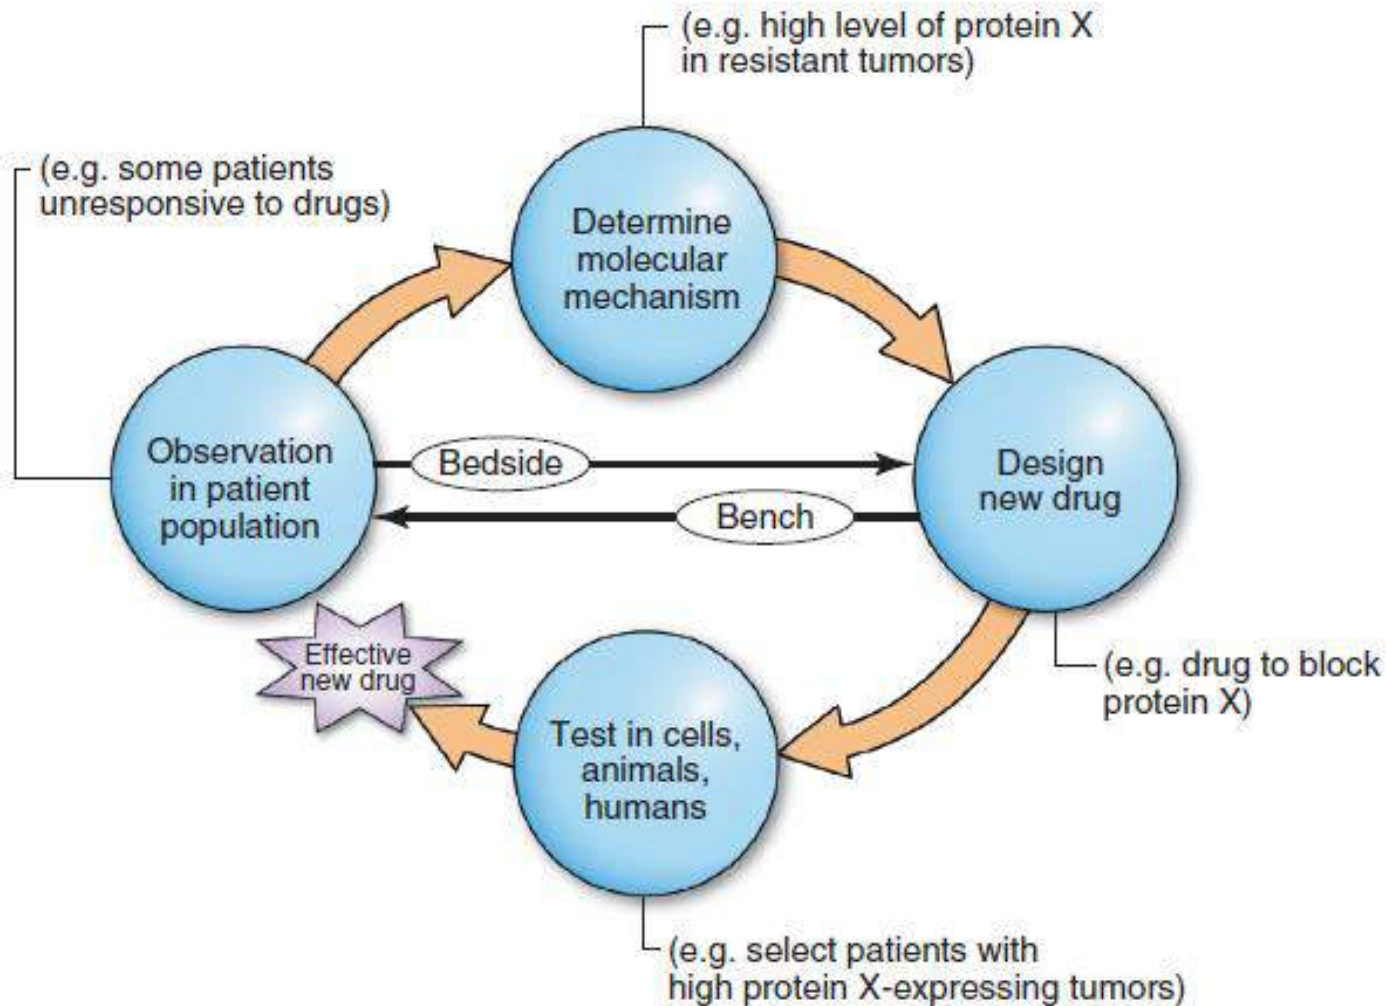 (e.g. high level of protein X
in resistant tumors)
(e.g. some patients
unresponsive to drugs)
Determine
molecular
mechanism
Observation
in patient
population
Bedside
Bench
Design
new drug
Effective
new drug
(e.g. drug to block
protein X)
Test in cells,
animals,
humans
(e.g. select patients with
high protein X-expressing tumors)